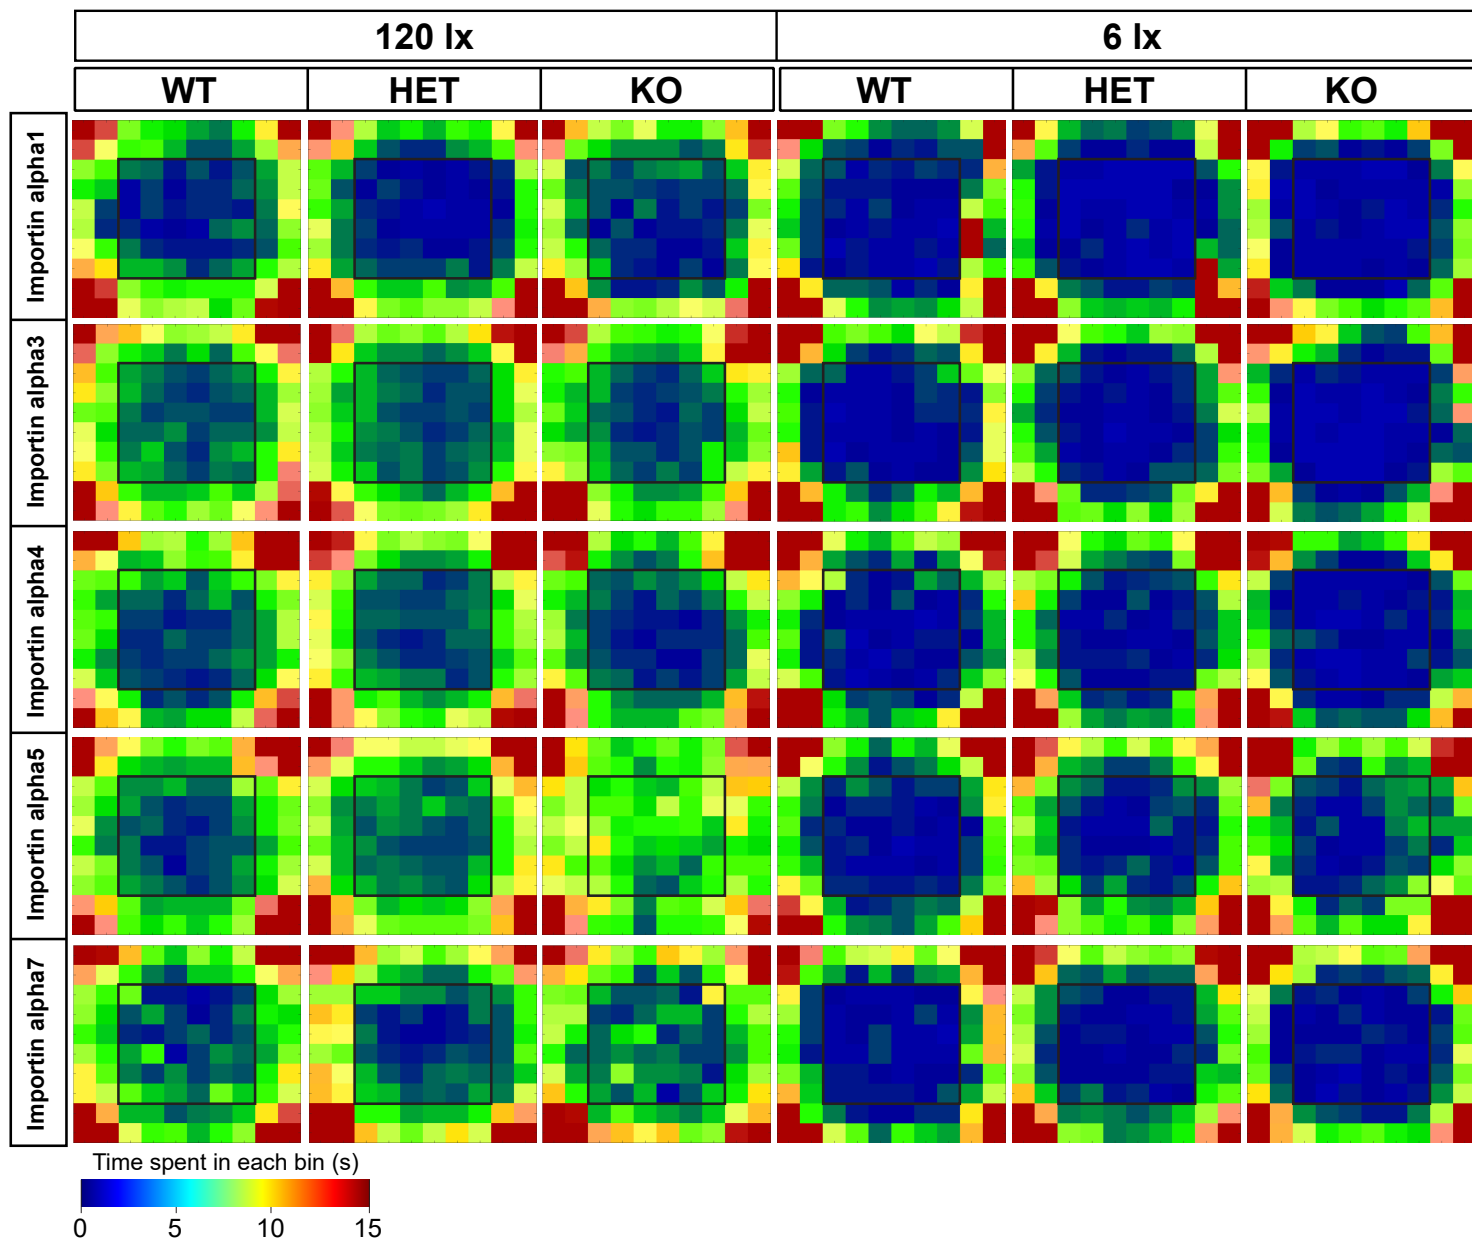 120 lx
6 lx
WT
HET
KO
WT
HET
KO
Importin alpha1
Importin alpha3
Importin alpha4
Importin alpha5
Importin alpha7
Time spent in each bin (s)
0 5 10 15